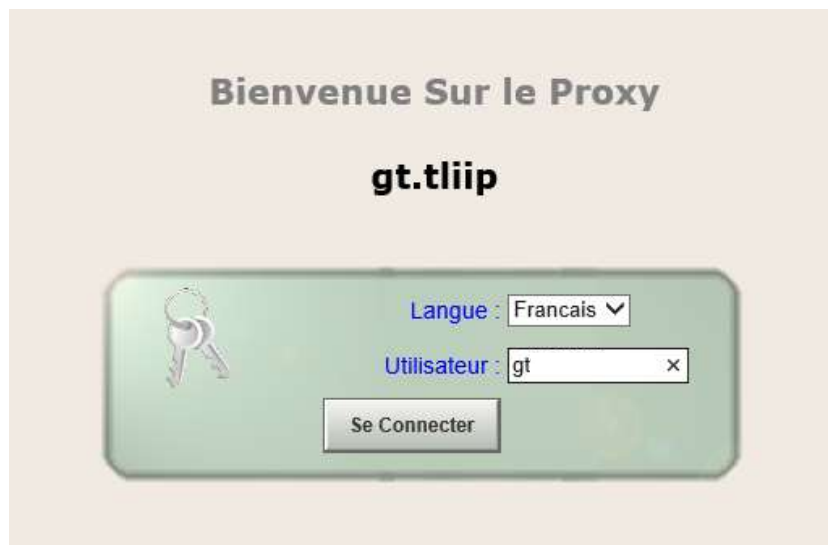 Bienvenue Sur le Proxy
gt.tliip
Langue : Francais
Utilisateur : gt ×
Se Connecter